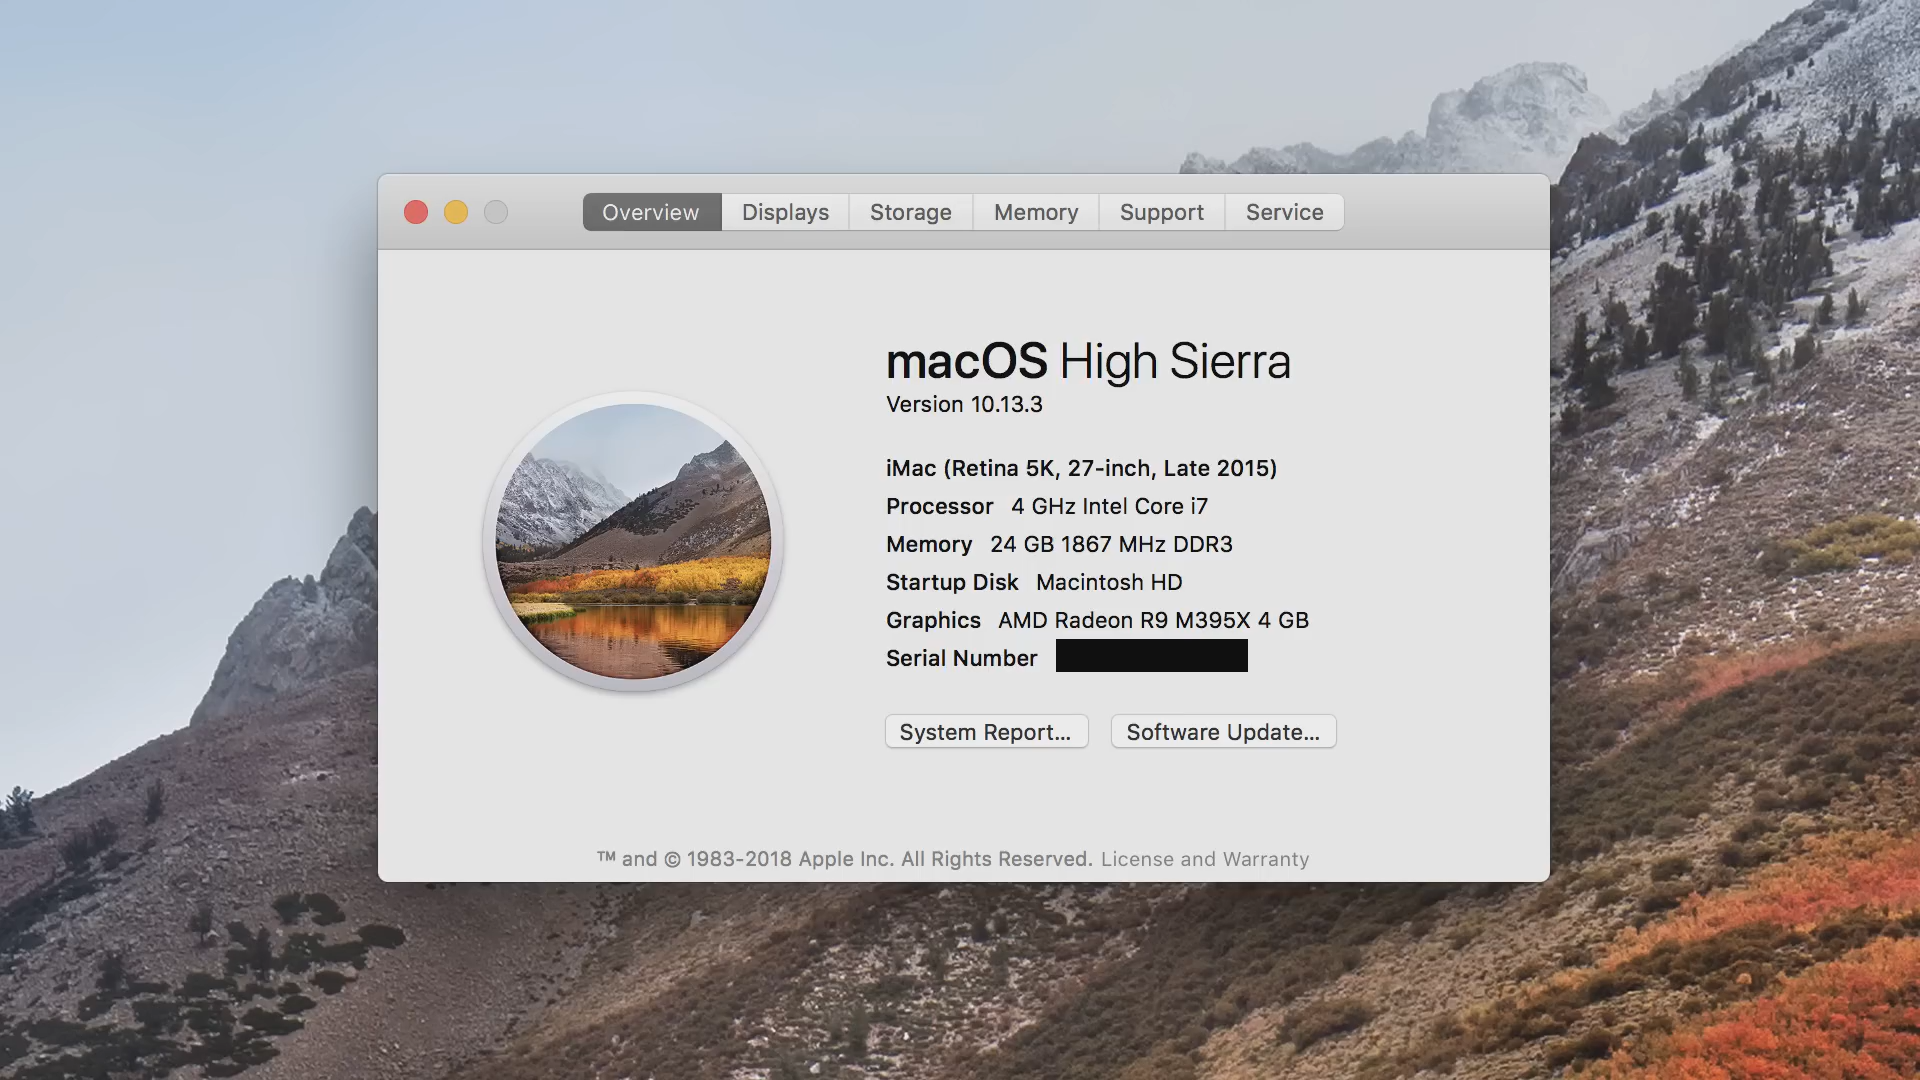 Overview Displays Storage Memory Support Service
macOS High Sierra
Version 10.13.3
iMac (Retina 5K, 27-inch, Late 2015)
Processor 4 GHz Intel Core i7
Memory 24 GB 1867 MHz DDR3
Startup Disk Macintosh HD
Graphics AMD Radeon R9 M395X 4 GB
Serial Number
System Report... Software Update...
™ and © 1983-2018 Apple Inc. All Rights Reserved. License and Warranty